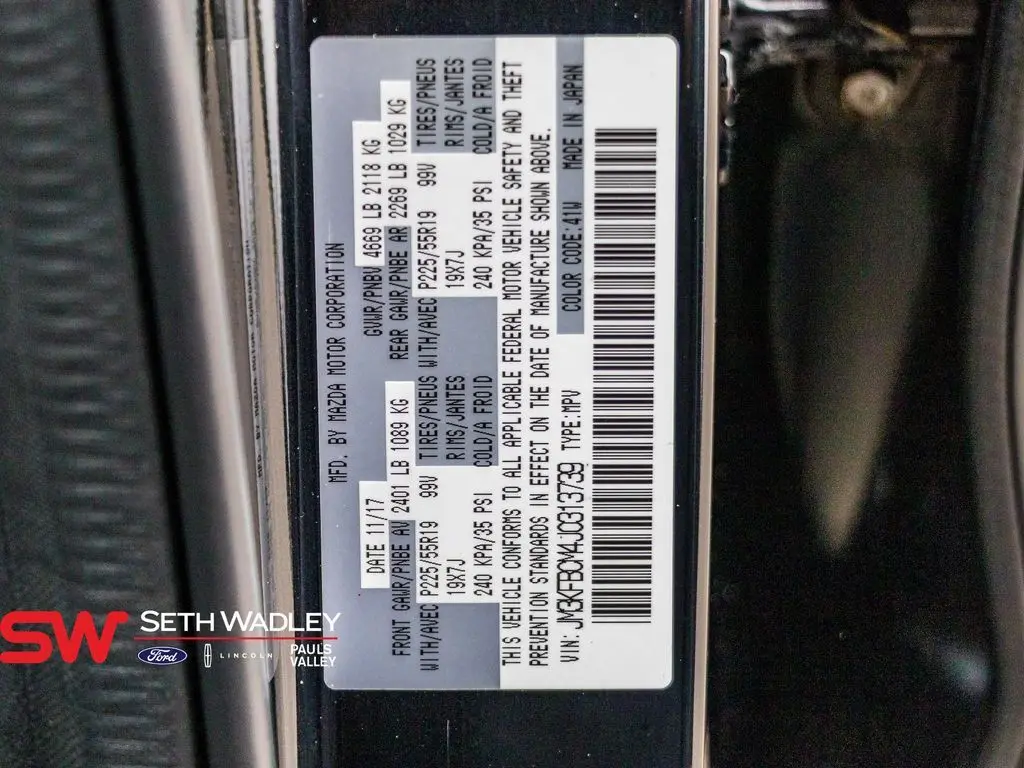 MFD. BY MAZDA MOTOR CORPORATION
DATE 11/17 GVWR/PNBV 4669 LB 2118 KG
FRONT GAWR/PNBE AV 2401 LB 1089 KG REAR GAWR/PNBE AR 2269 LB 1029 KG
WITH/AVEC P225/55R19 99V TIRES/PNEUS WITH/AVEC P225/55R19 99V TIRES/PNEUS
19X7J RIMS/JANTES 19X7J RIMS/JANTES
240 KPA/35 PSI COLD/A FROID 240 KPA/35 PSI COLD/A FROID
THIS VEHICLE CONFORMS TO ALL APPLICABLE FEDERAL MOTOR VEHICLE SAFETY AND THEFT
PREVENTION STANDARDS IN EFFECT ON THE DATE OF MANUFACTURE SHOWN ABOVE.
VIN: JM3KFBCM4J0313739 TYPE:MPV COLOR CODE:41W MADE IN JAPAN
SW SETH WADLEY
Ford LINCOLN PAULS
VALLEY